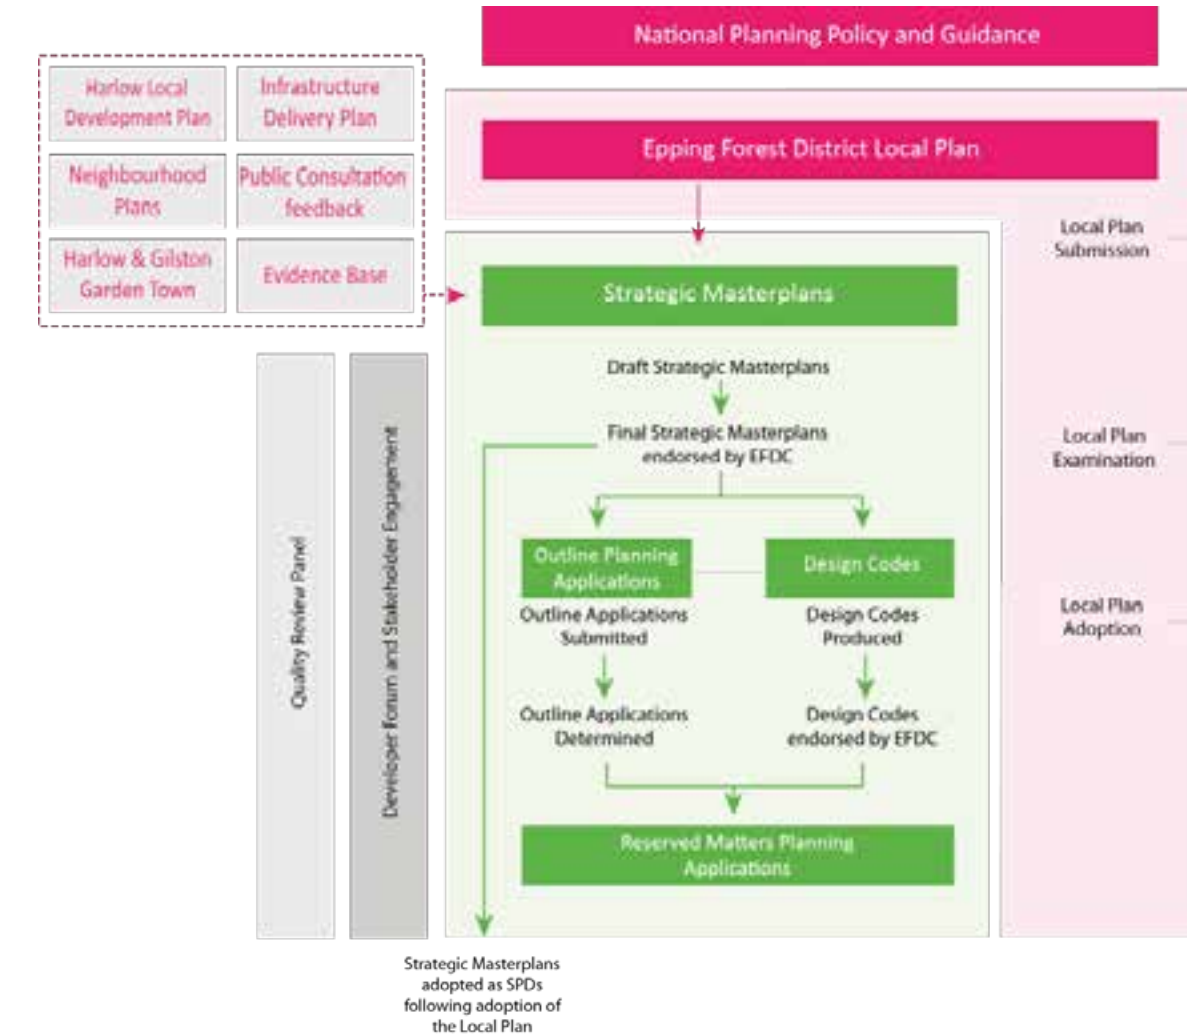 National Planning Policy and Guidance
Harlow Local
Development Plan
Infrastructure
Delivery Plan
Neighbourhood
Plans
Public Consultation
feedback
Harlow & Gilston
Garden Town
Evidence Base
Epping Forest District Local Plan
Local Plan
Submission
Strategic Masterplans
Draft Strategic Masterplans
Final Strategic Masterplans
endorsed by EFDC
Local Plan
Examination
Quality Review Panel
Developer Forum and Stakeholder Engagement
Outline Planning
Applications
Design Codes
Outline Applications
Submitted
Design Codes
Produced
Local Plan
Adoption
Outline Applications
Determined
Design Codes
endorsed by EFDC
Reserved Matters Planning
Applications
Strategic Masterplans
adopted as SPDs
following adoption of
the Local Plan